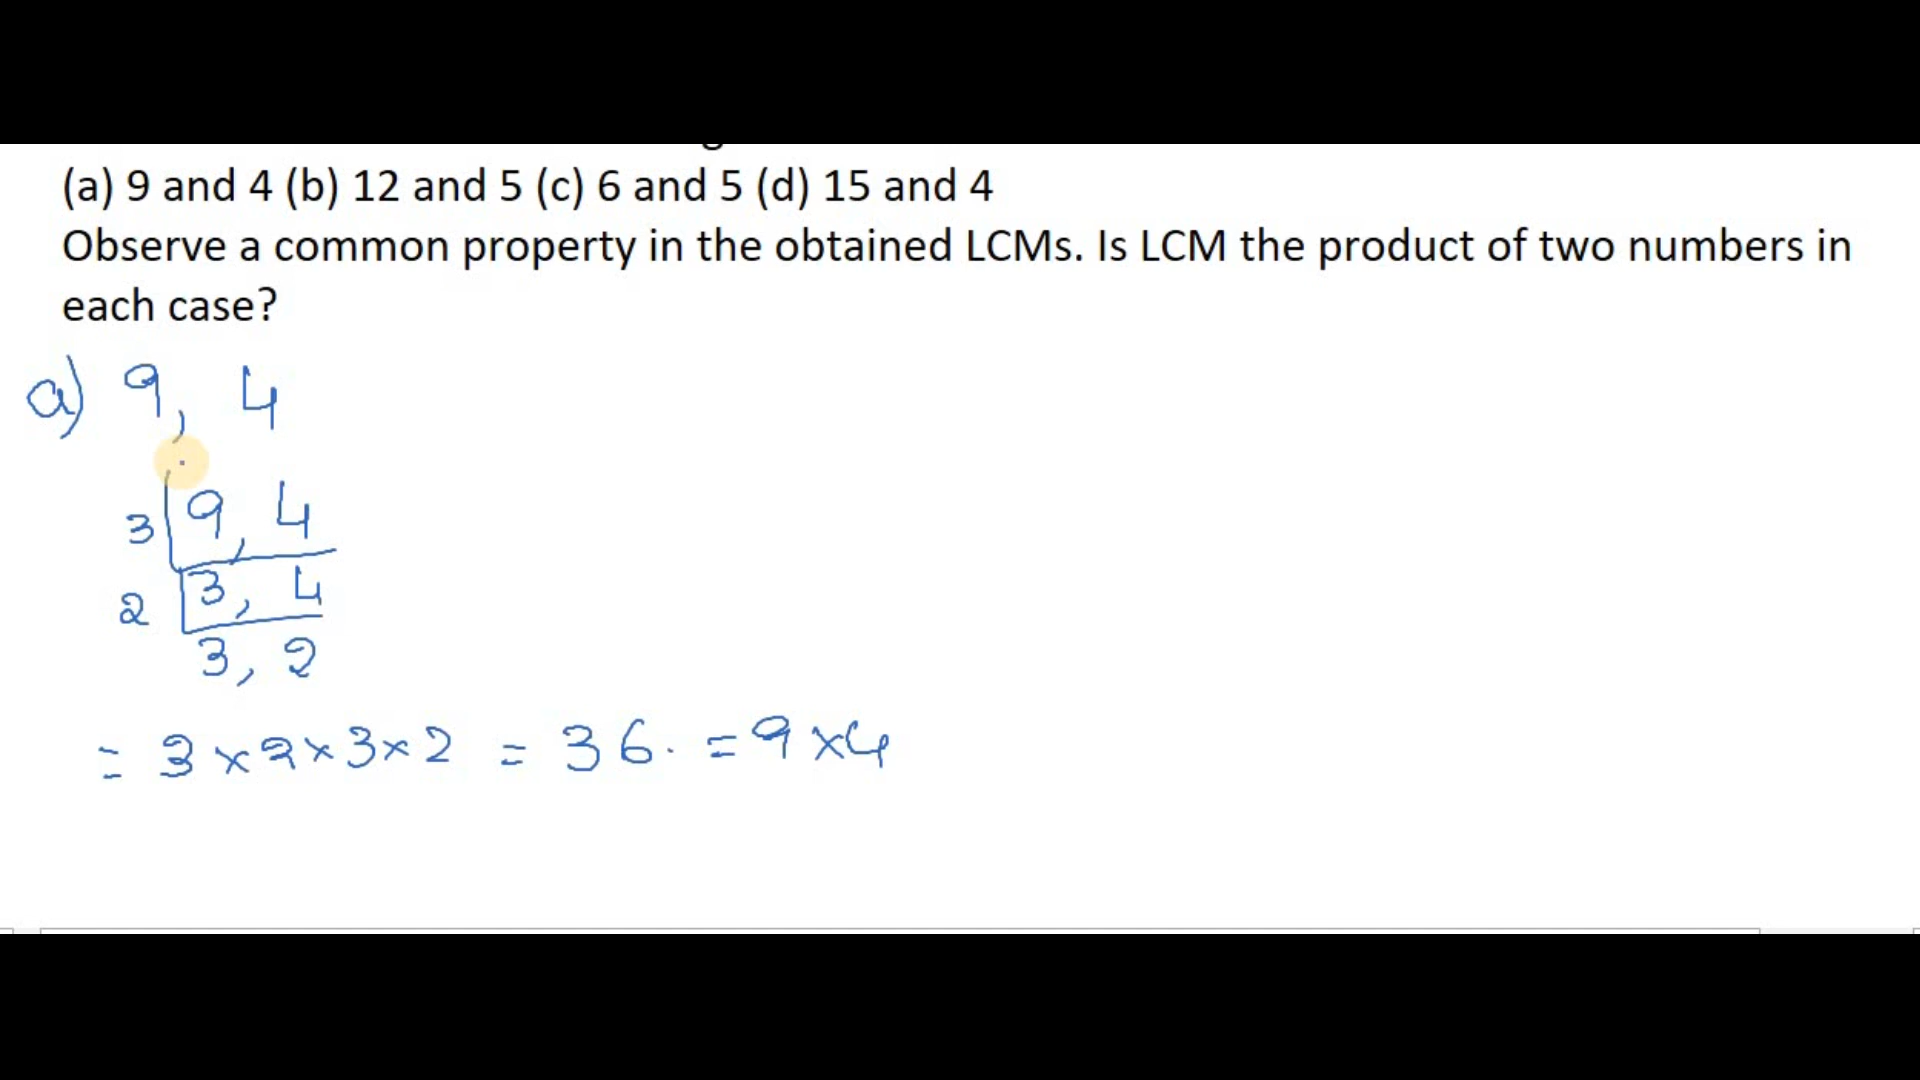 (a) 9 and 4 (b) 12 and 5 (c) 6 and 5 (d) 15 and 4
Observe a common property in the obtained LCMs. Is LCM the product of two numbers in
each case?
a) 9, 4
3 9, 4
2 3, 4
3, 2
= 3 × 2 × 3 × 2 = 36. = 9 × 4